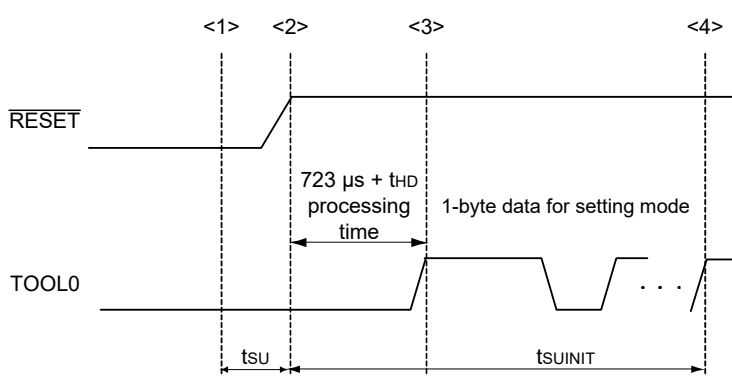 <1> <2> <3> <4>
RESET
723 µs + tHD
processing
time
1-byte data for setting mode
TOOL0
. . .
tSU
tSUINIT